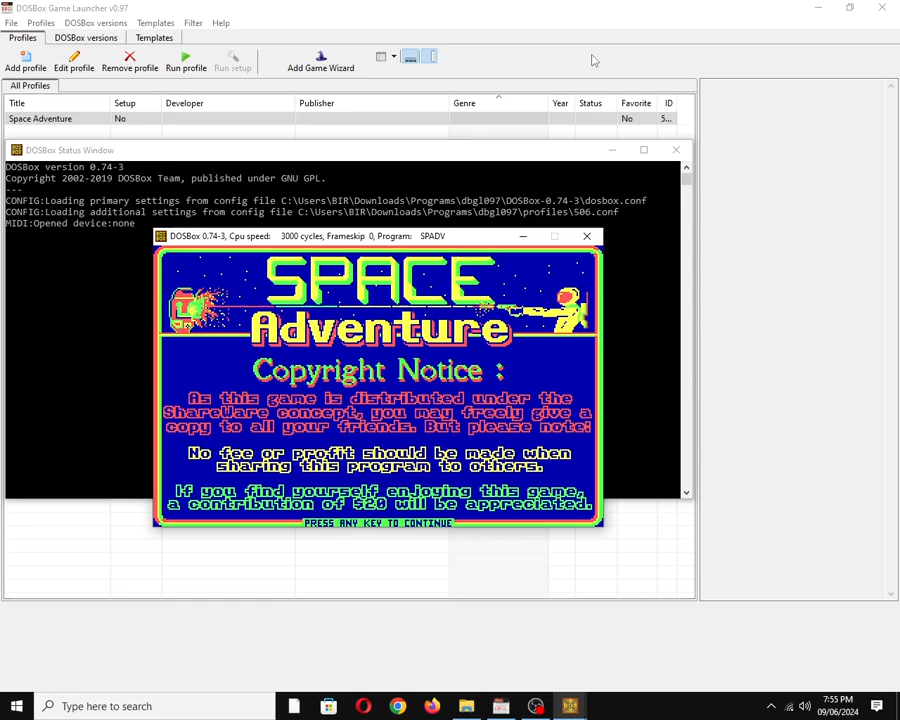 DOSBox Game Launcher v0.97
File Profiles DOSBox versions Templates Filter Help
Profiles DOSBox versions Templates
Add profile Edit profile Remove profile Run profile Run setup Add Game Wizard
All Profiles
Title Setup Developer Publisher Genre Year Status Favorite ID
Space Adventure No No 5...
DOSBox Status Window
DOSBox version 0.74-3
Copyright 2002-2019 DOSBox Team, published under GNU GPL.
---
CONFIG:Loading primary settings from config file C:\Users\BIR\Downloads\Programs\dbgl097\DOSBox-0.74-3\dosbox.conf
CONFIG:Loading additional settings from config file C:\Users\BIR\Downloads\Programs\dbgl097\profiles\506.conf
MIDI:Opened device:none
DOSBox 0.74-3, Cpu speed: 3000 cycles, Frameskip 0, Program: SPADV
SPACE
Adventure
Copyright Notice :
As this game is distributed under the
ShareWare concept, you may freely give a
copy to all your friends. But please note:
No fee or profit should be made when
sharing this program to others.
If you find yourself enjoying this game,
a contribution of $20 will be appreciated.
PRESS ANY KEY TO CONTINUE
Type here to search
7:55 PM
09/06/2024